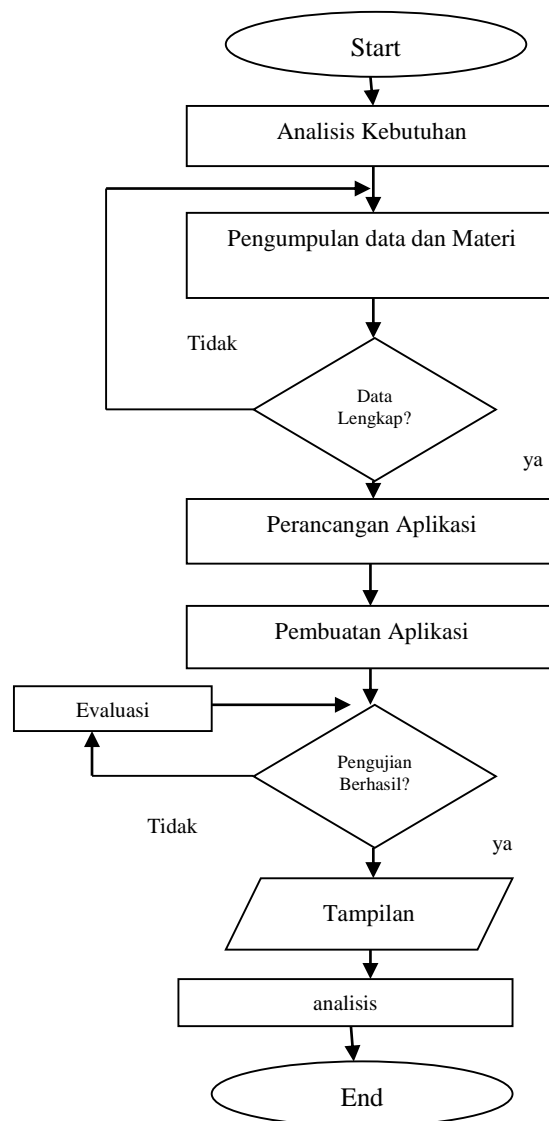 Start
Analisis Kebutuhan
Pengumpulan data dan Materi
Tidak
Data
Lengkap?
ya
Perancangan Aplikasi
Pembuatan Aplikasi
Evaluasi
Pengujian
Berhasil?
Tidak
ya
Tampilan
analisis
End